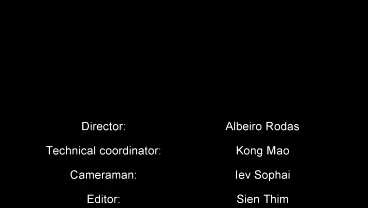 Director: Albeiro Rodas
Technical coordinator: Kong Mao
Cameraman: Iev Sophai
Editor: Sien Thim